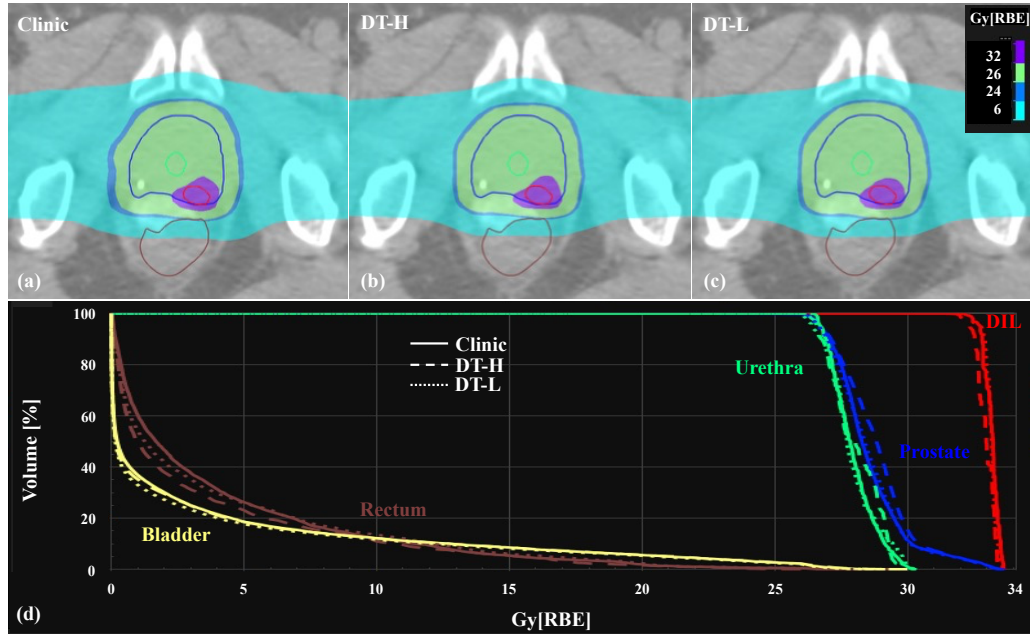 Clinic
DT-H
DT-L
Gy[RBE]
32
26
24
6
(a)
(b)
(c)
100
80
60
40
20
0
Volume [%]
Clinic
DT-H
DT-L
DIL
Urethra
Prostate
Rectum
Bladder
0
5
10
15
20
25
30
34
(d)
Gy[RBE]